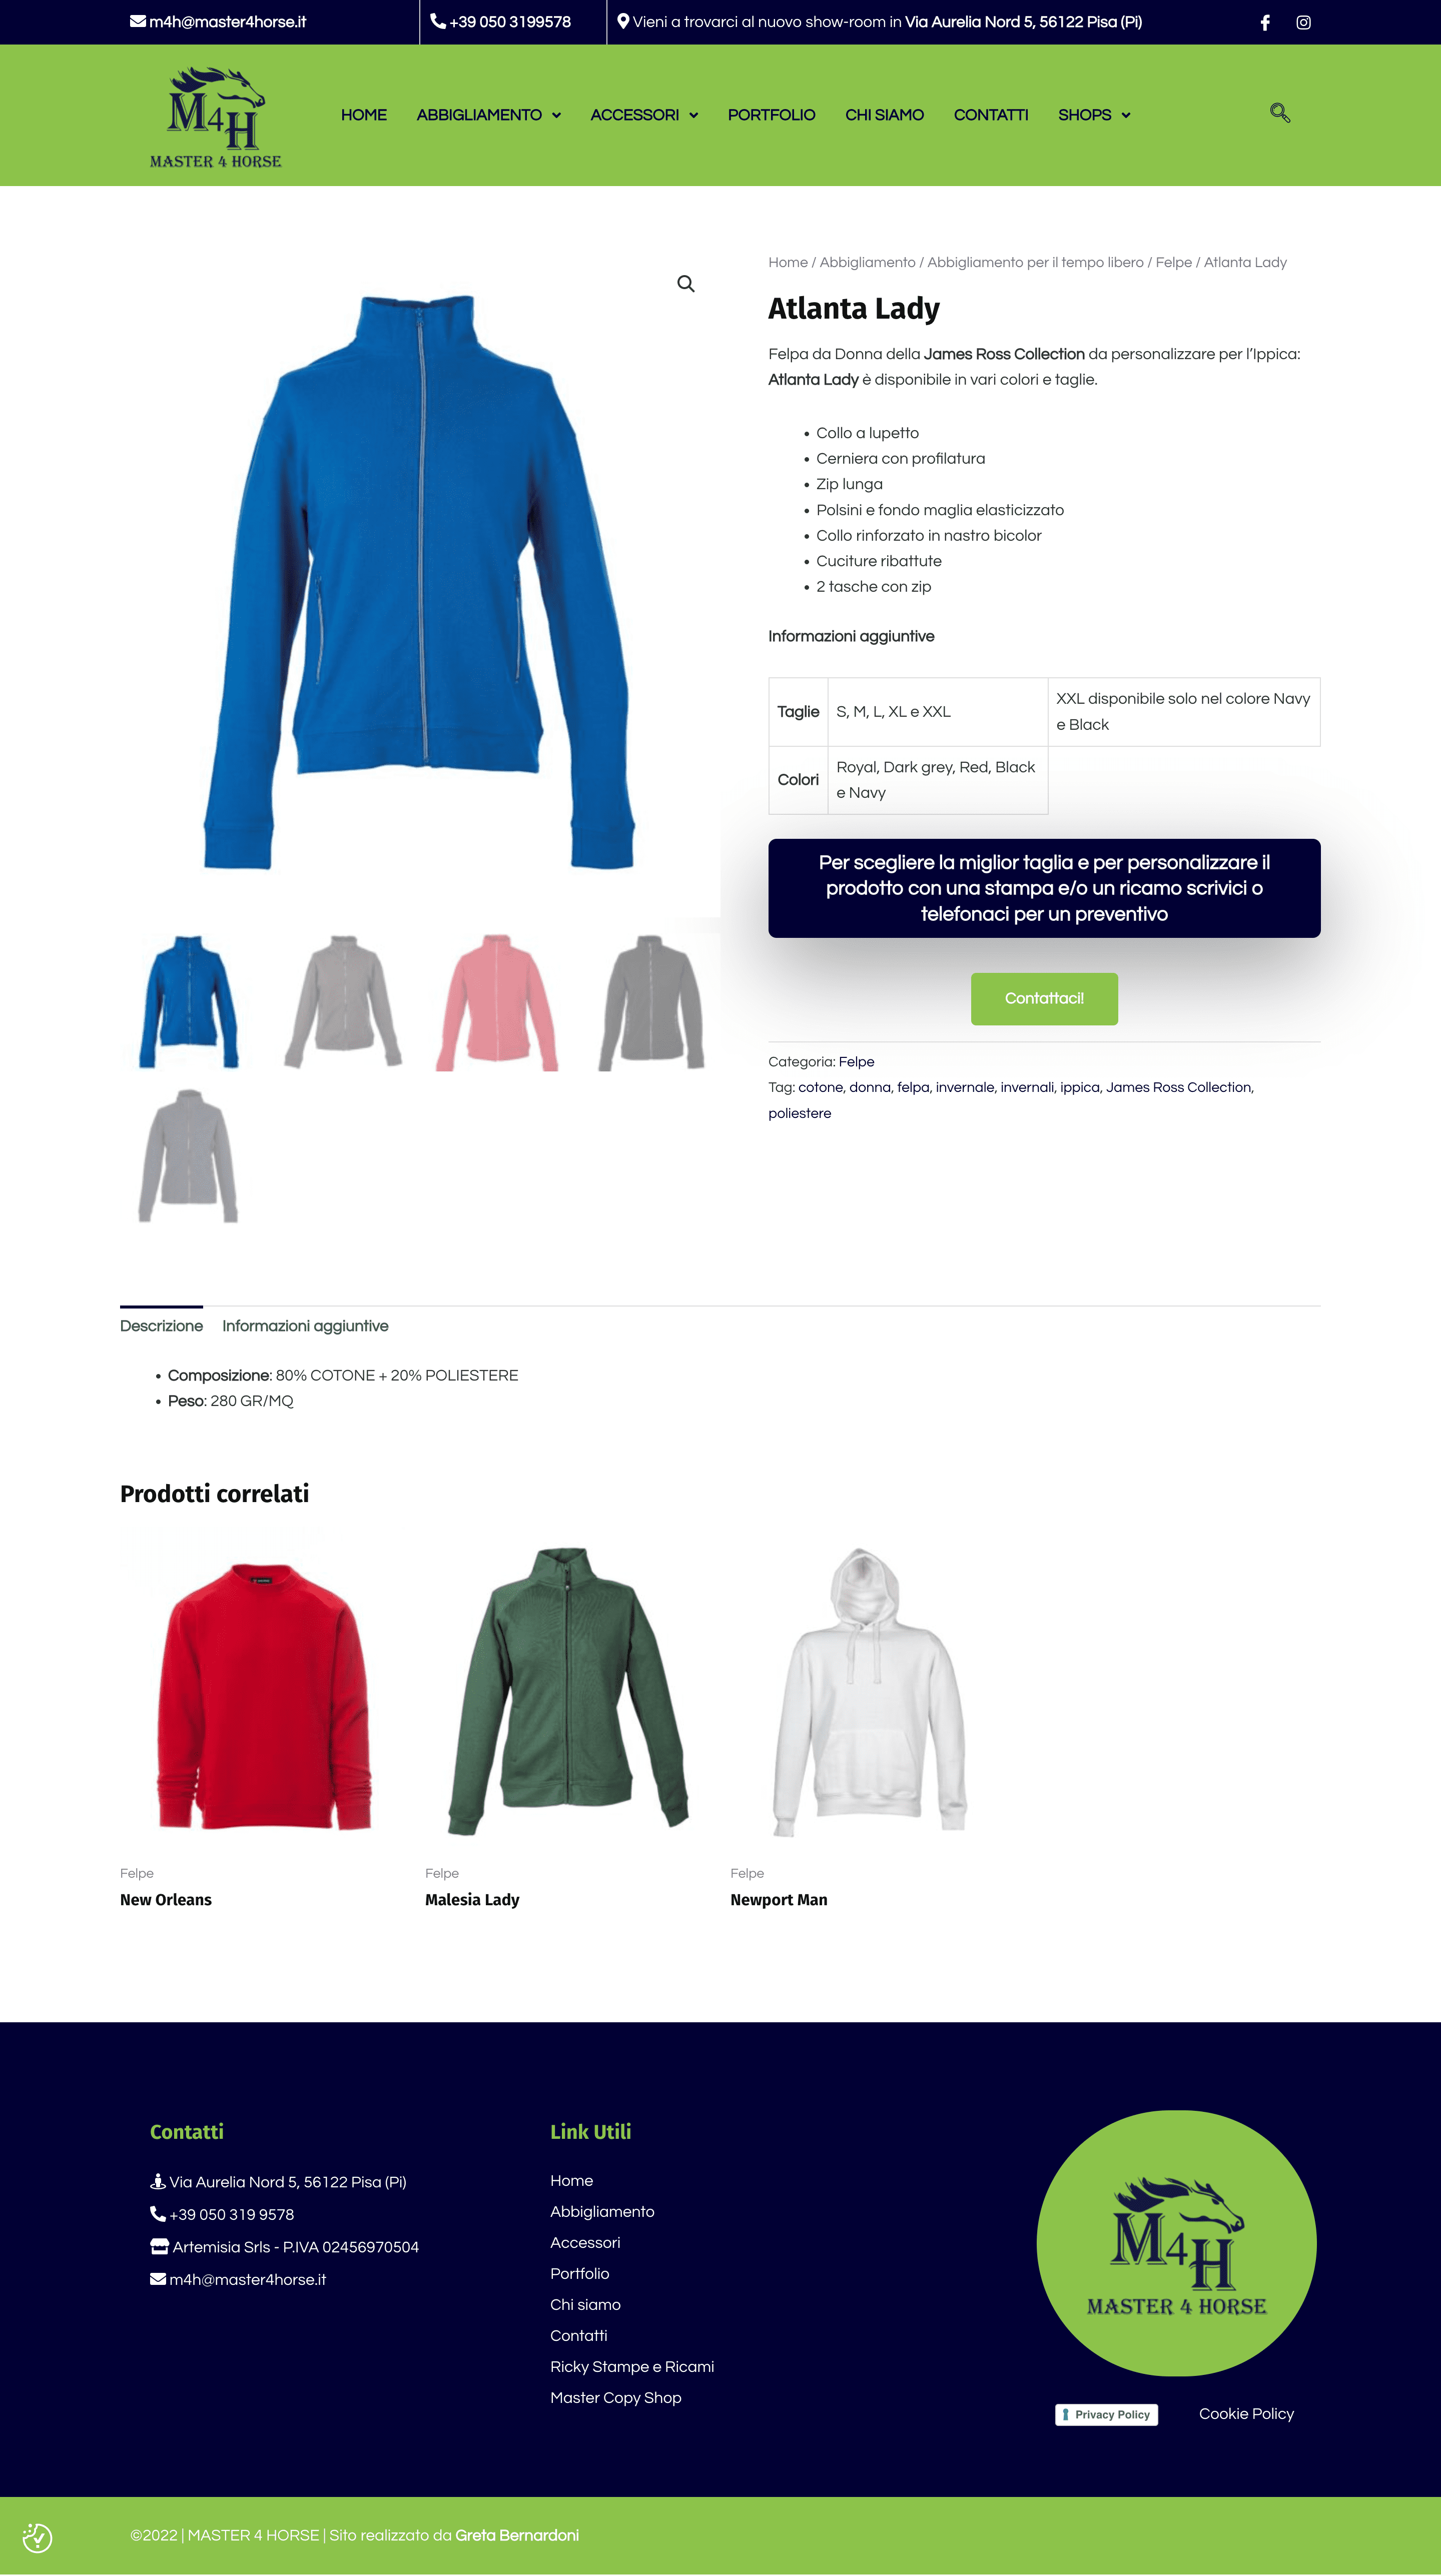 m4h@master4horse.it
+39 050 3199578
Vieni a trovarci al nuovo show-room in Via Aurelia Nord 5, 56122 Pisa (Pi)
M4H
MASTER 4 HORSE
HOME
ABBIGLIAMENTO
ACCESSORI
PORTFOLIO
CHI SIAMO
CONTATTI
SHOPS
Home / Abbigliamento / Abbigliamento per il tempo libero / Felpe / Atlanta Lady
Atlanta Lady
Felpa da Donna della James Ross Collection da personalizzare per l’Ippica:
Atlanta Lady è disponibile in vari colori e taglie.
• Collo a lupetto
• Cerniera con profilatura
• Zip lunga
• Polsini e fondo maglia elasticizzato
• Collo rinforzato in nastro bicolor
• Cuciture ribattute
• 2 tasche con zip
Informazioni aggiuntive
Taglie
S, M, L, XL e XXL
XXL disponibile solo nel colore Navy
e Black
Colori
Royal, Dark grey, Red, Black
e Navy
Per scegliere la miglior taglia e per personalizzare il
prodotto con una stampa e/o un ricamo scrivici o
telefonaci per un preventivo
Contattaci!
Categoria: Felpe
Tag: cotone, donna, felpa, invernale, invernali, ippica, James Ross Collection,
poliestere
Descrizione
Informazioni aggiuntive
• Composizione: 80% COTONE + 20% POLIESTERE
• Peso: 280 GR/MQ
Prodotti correlati
Felpe
New Orleans
Felpe
Malesia Lady
Felpe
Newport Man
Contatti
Via Aurelia Nord 5, 56122 Pisa (Pi)
+39 050 319 9578
Artemisia Srls - P.IVA 02456970504
m4h@master4horse.it
Link Utili
Home
Abbigliamento
Accessori
Portfolio
Chi siamo
Contatti
Ricky Stampe e Ricami
Master Copy Shop
M4H
MASTER 4 HORSE
Privacy Policy
Cookie Policy
©2022 | MASTER 4 HORSE | Sito realizzato da Greta Bernardoni